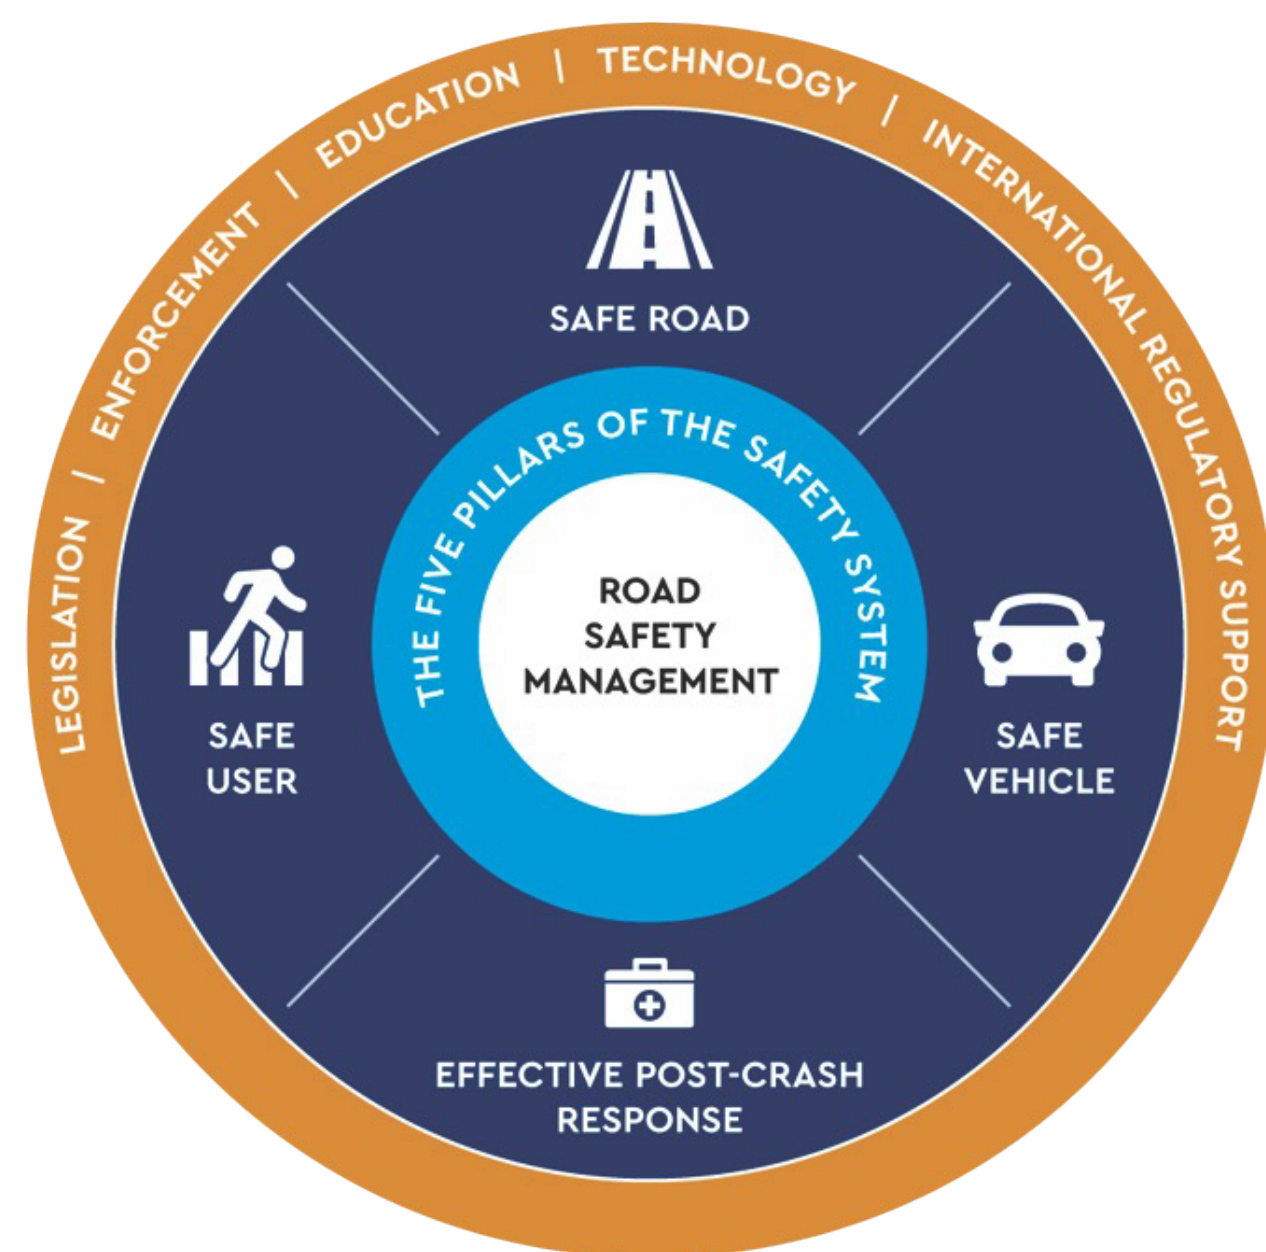 LEGISLATION | ENFORCEMENT | EDUCATION | TECHNOLOGY | INTERNATIONAL REGULATORY SUPPORT
SAFE ROAD
THE FIVE PILLARS OF THE SAFETY SYSTEM
ROAD
SAFETY
MANAGEMENT
SAFE
USER
SAFE
VEHICLE
EFFECTIVE POST-CRASH
RESPONSE